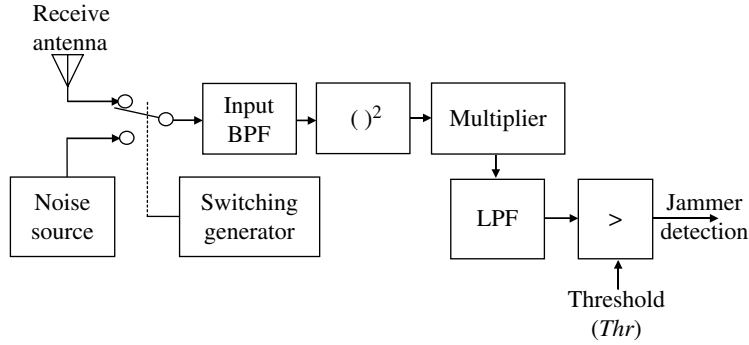 Receive
antenna
Input
BPF
( )²
Multiplier
Noise
source
Switching
generator
LPF
>
Jammer
detection
Threshold
(Thr)